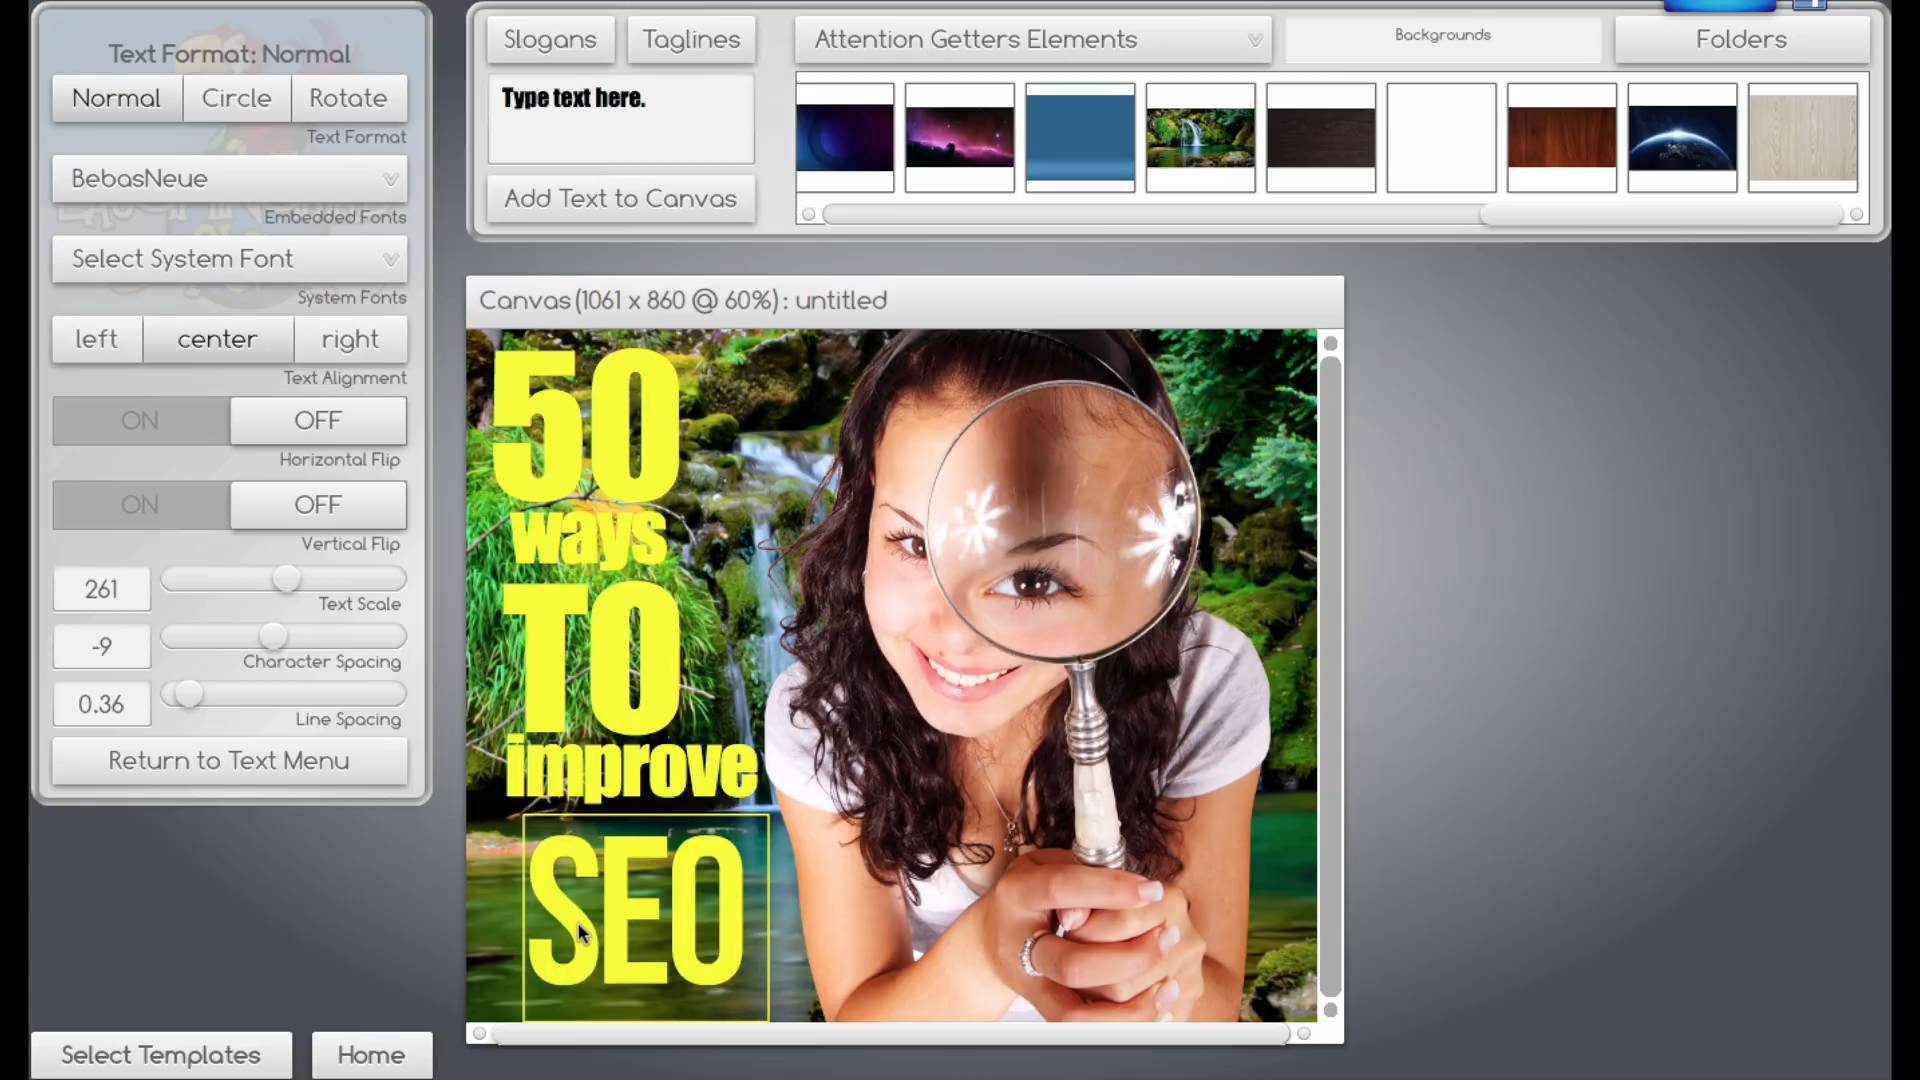 Text Format: Normal
Normal
Circle
Rotate
Text Format
BebasNeue
Embedded Fonts
Select System Font
System Fonts
left
center
right
Text Alignment
ON
OFF
Horizontal Flip
ON
OFF
Vertical Flip
261
Text Scale
-9
Character Spacing
0.36
Line Spacing
Return to Text Menu
Select Templates
Home
Slogans
Taglines
Type text here.
Add Text to Canvas
Attention Getters Elements
Backgrounds
Folders
Canvas (1061 x 860 @ 60%) : untitled
50
ways
TO
improve
SEO